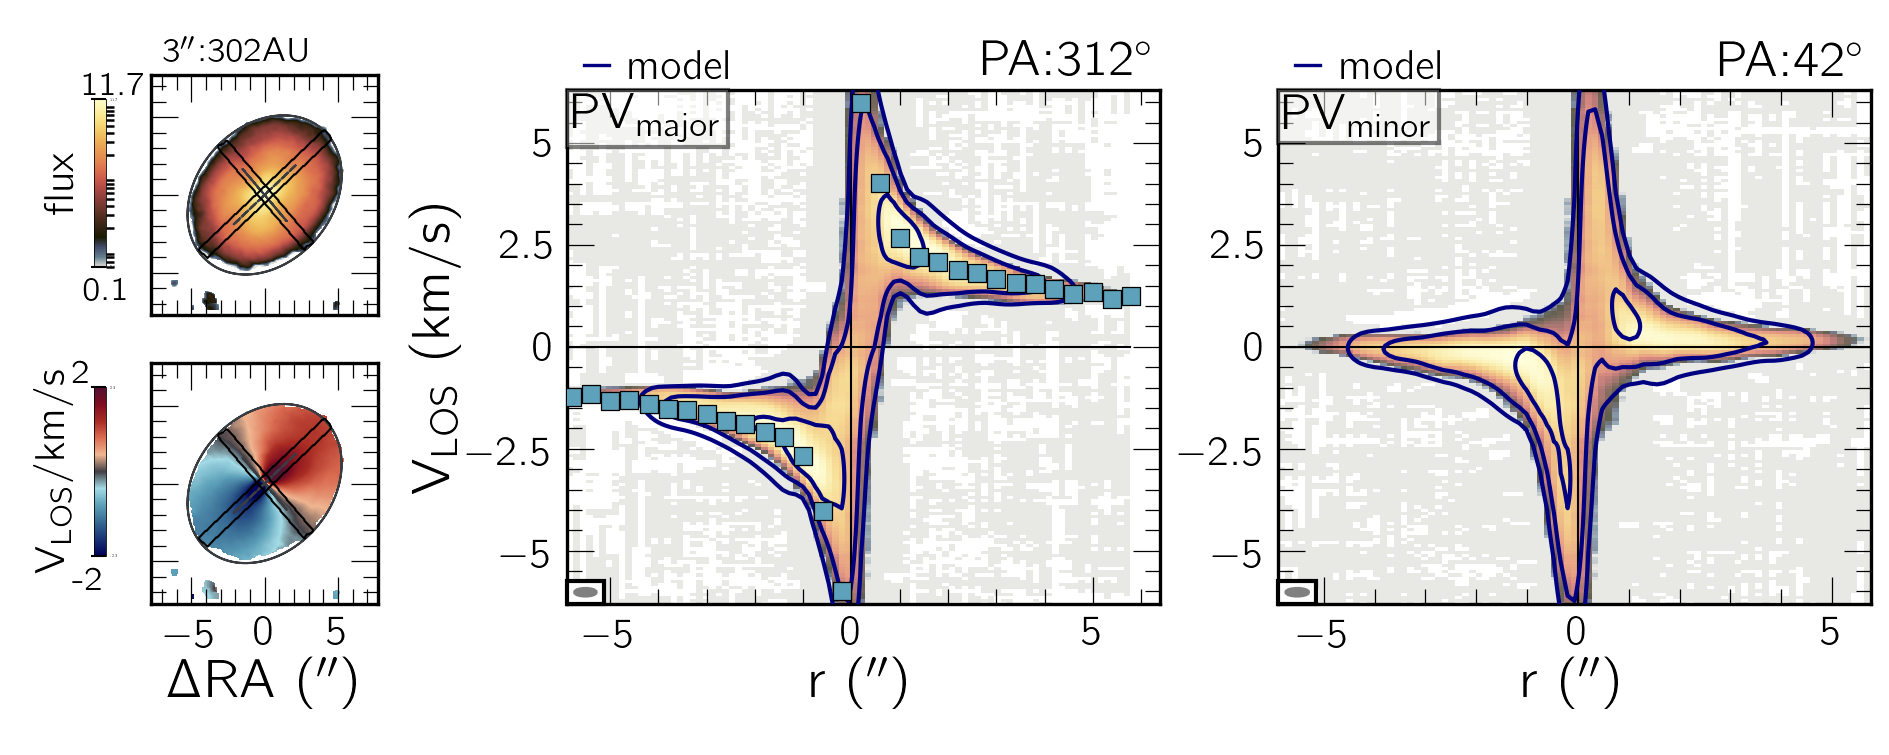 3″:302AU
11.7
flux
0.1
2
V_LOS/km/s
-2
−5 0 5
ΔRA (″)
— model
PA:312°
PV_major
V_LOS (km/s)
5
2.5
0
−2.5
−5
−5 0 5
r (″)
— model
PA:42°
PV_minor
5
2.5
0
−2.5
−5
−5 0 5
r (″)